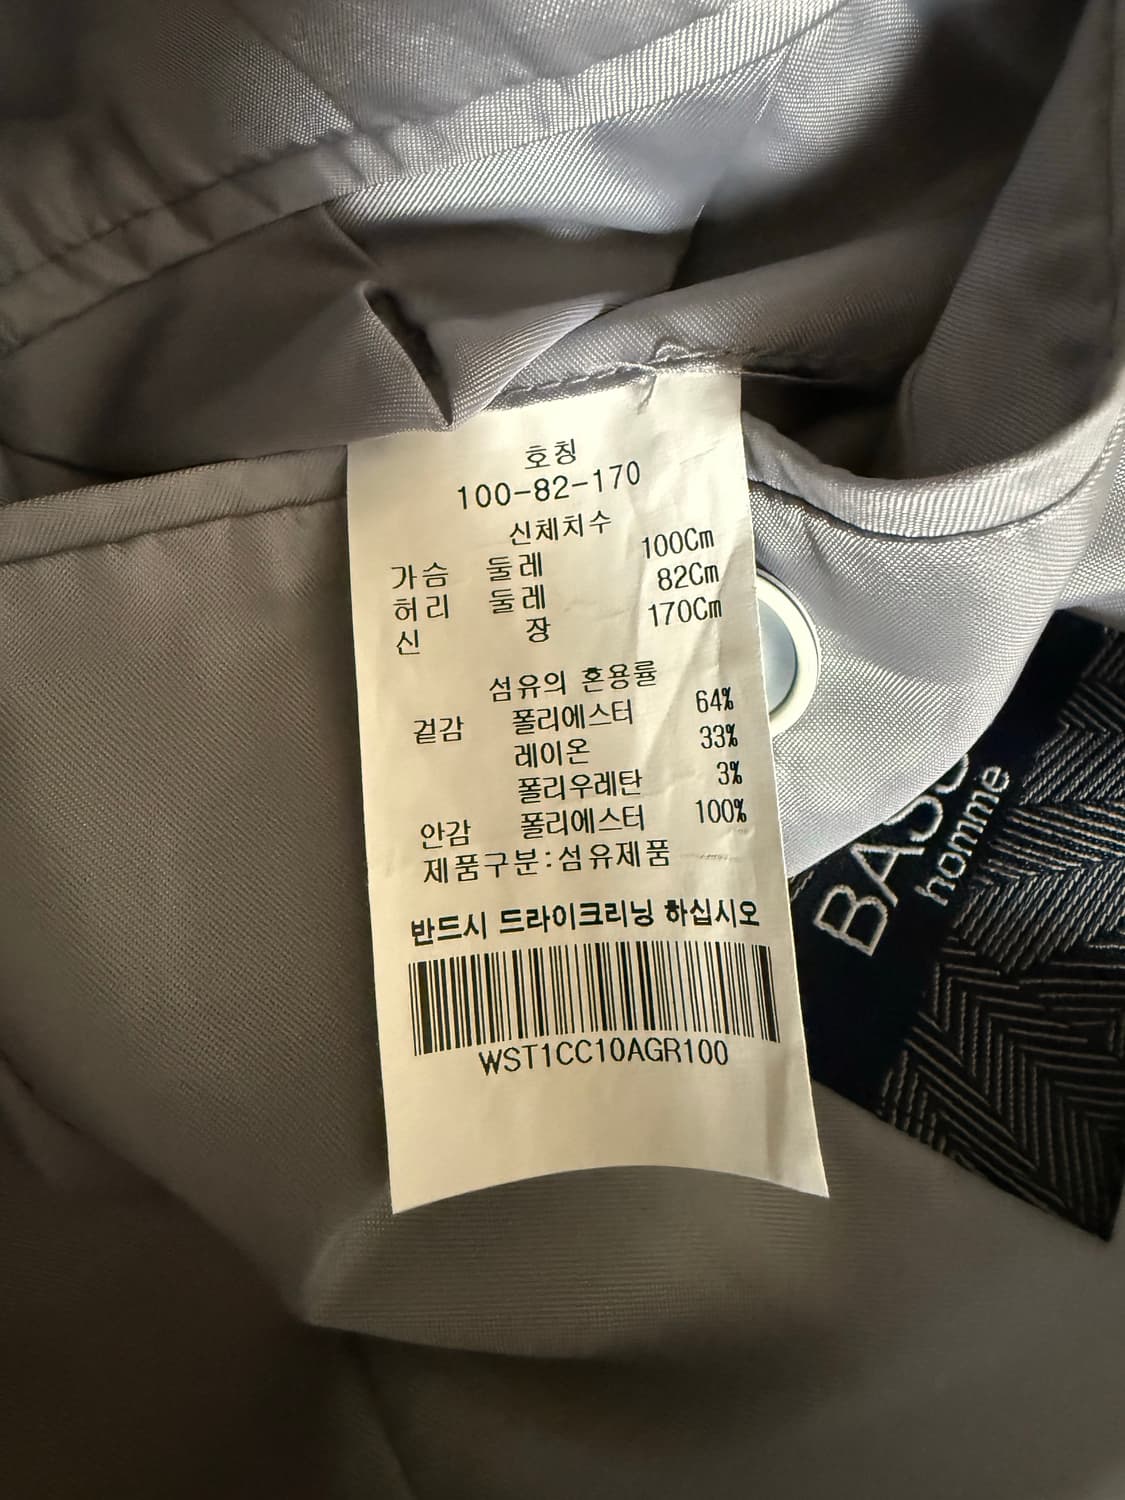 호칭
100-82-170
신체치수
가슴 둘레 100Cm
허리 둘레 82Cm
신 장 170Cm
섬유의 혼용률
겉감 폴리에스터 64%
레이온 33%
폴리우레탄 3%
안감 폴리에스터 100%
제품구분:섬유제품
반드시 드라이크리닝 하십시오
WST1CC10AGR100
homme